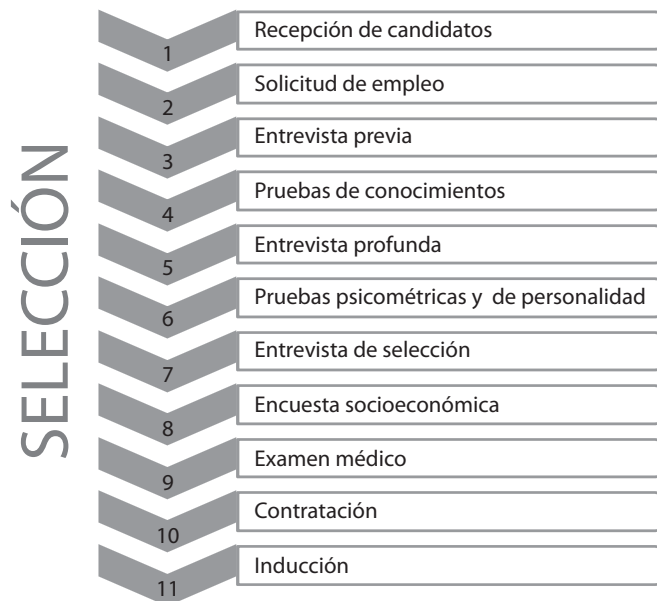 SELECCIÓN
1
Recepción de candidatos
2
Solicitud de empleo
3
Entrevista previa
4
Pruebas de conocimientos
5
Entrevista profunda
6
Pruebas psicométricas y de personalidad
7
Entrevista de selección
8
Encuesta socioeconómica
9
Examen médico
10
Contratación
11
Inducción